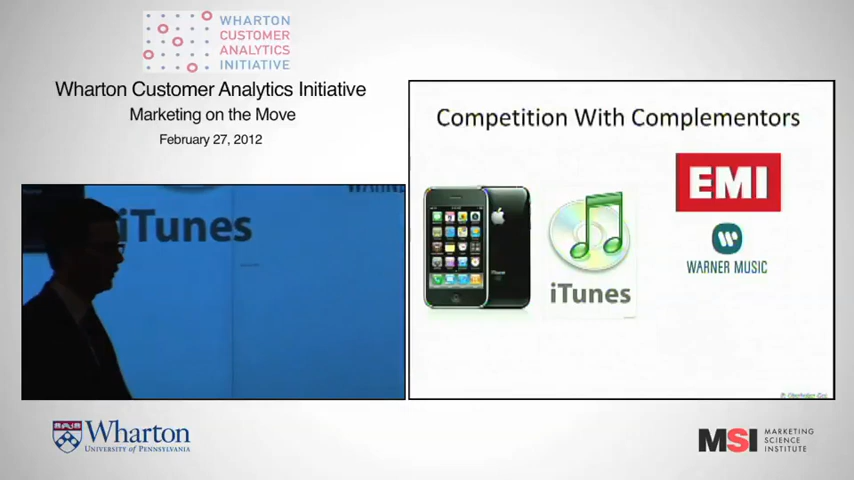 WHARTON
CUSTOMER
ANALYTICS
INITIATIVE
Wharton Customer Analytics Initiative
Marketing on the Move
February 27, 2012
iTunes
Competition With Complementors
EMI
WARNER MUSIC
iTunes
Wharton
UNIVERSITY of PENNSYLVANIA
MSI
MARKETING
SCIENCE
INSTITUTE